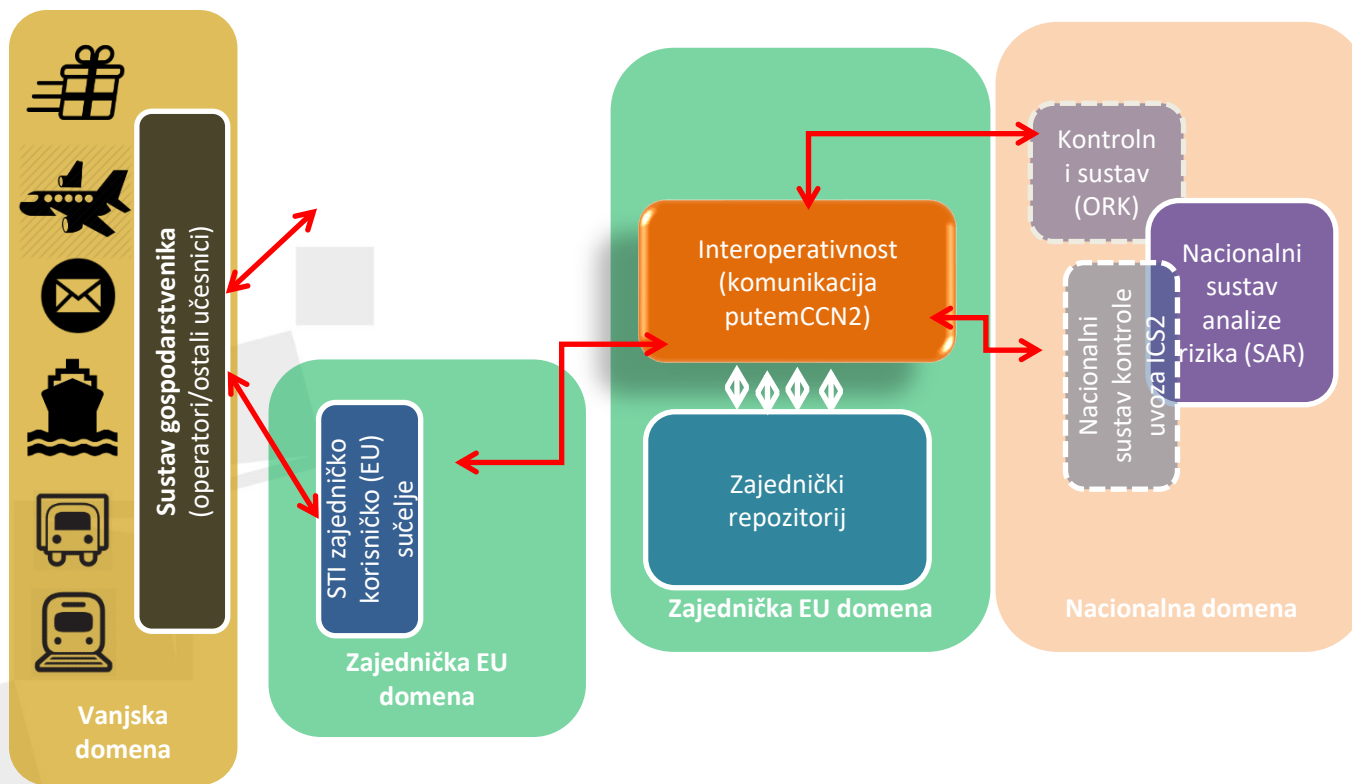 Sustav gospodarstvenika
(operatori/ostali učesnici)
Vanjska
domena
STI zajedničko
korisničko (EU)
sučelje
Zajednička EU
domena
Interoperativnost
(komunikacija
putemCCN2)
Zajednički
repozitorij
Zajednička EU domena
Kontroln
i sustav
(ORK)
Nacionalni
sustav
analize
rizika (SAR)
Nacionalni
sustav kontrole
uvoza ICS2
Nacionalna domena